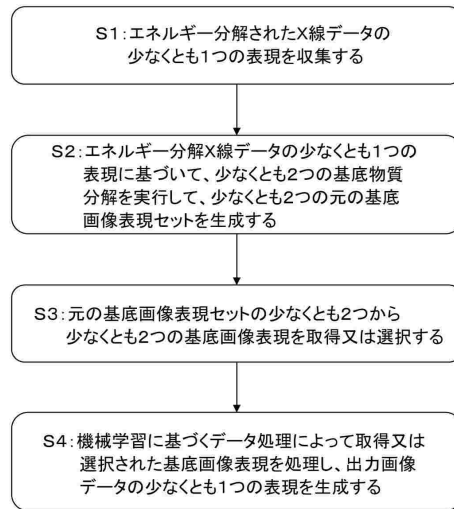 S1：エネルギー分解されたX線データの
少なくとも1つの表現を収集する
S2：エネルギー分解X線データの少なくとも1つの
表現に基づいて、少なくとも2つの基底物質
分解を実行して、少なくとも2つの元の基底
画像表現セットを生成する
S3：元の基底画像表現セットの少なくとも2つから
少なくとも2つの基底画像表現を取得又は選択する
S4：機械学習に基づくデータ処理によって取得又は
選択された基底画像表現を処理し、出力画像
データの少なくとも1つの表現を生成する